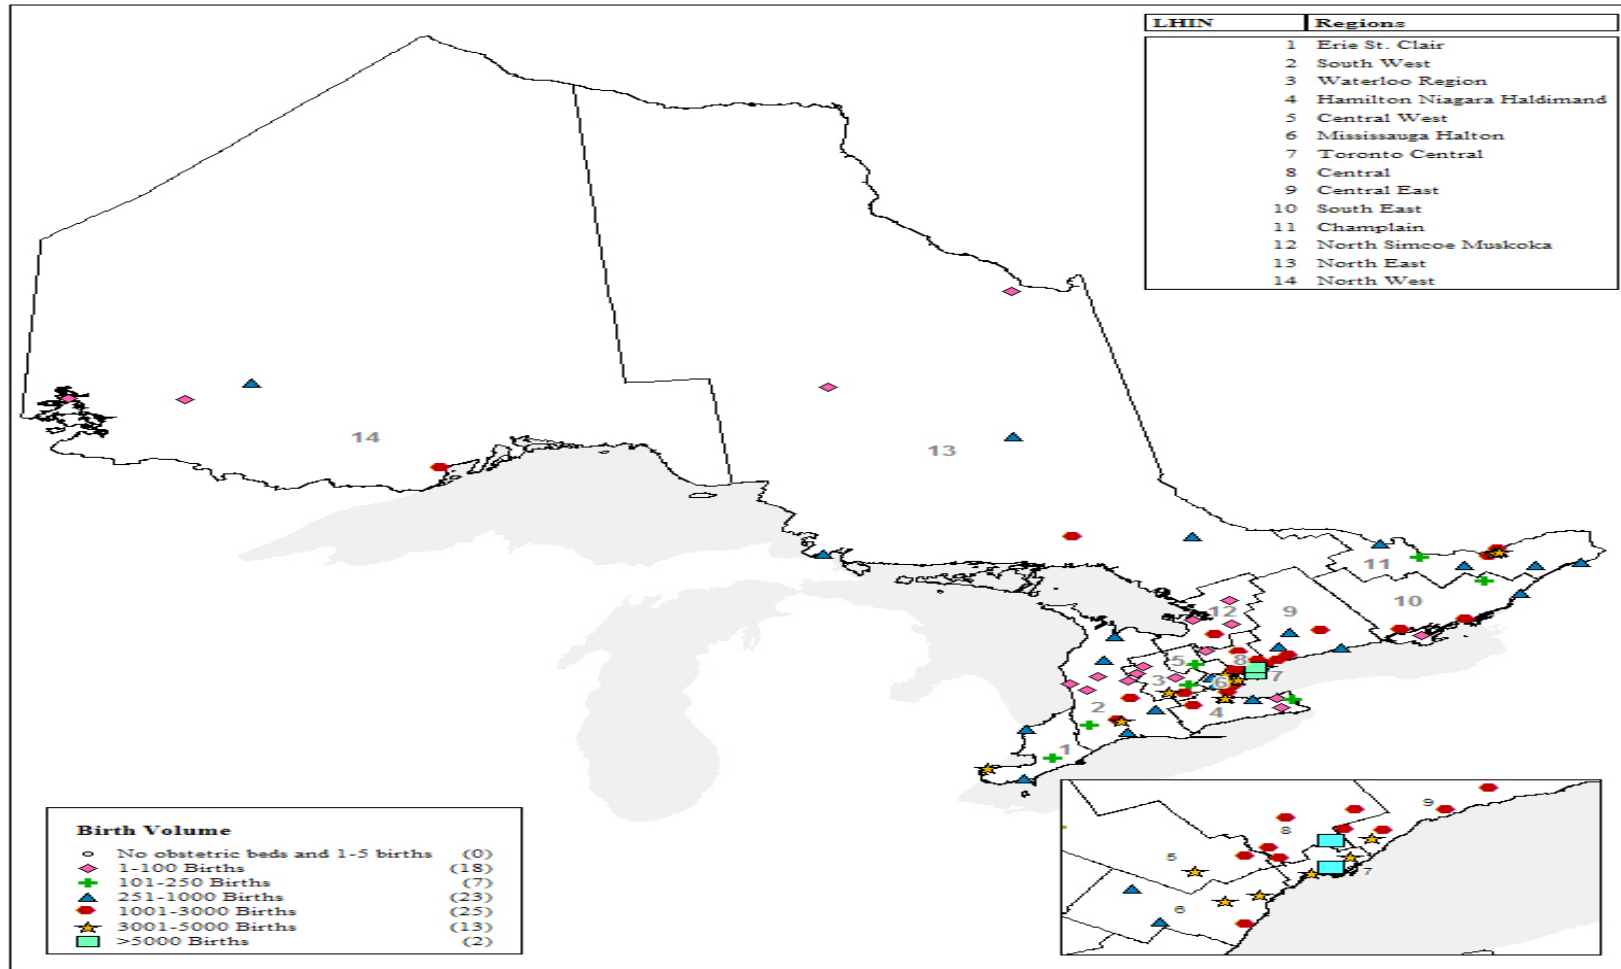 LHIN Regions
1 Erie St. Clair
2 South West
3 Waterloo Region
4 Hamilton Niagara Haldimand
5 Central West
6 Mississauga Halton
7 Toronto Central
8 Central
9 Central East
10 South East
11 Champlain
12 North Simcoe Muskoka
13 North East
14 North West
14
13
11
10
12
9
5
8
7
3
6
2
4
1
Birth Volume
No obstetric beds and 1-5 births (0)
1-100 Births (18)
101-250 Births (7)
251-1000 Births (23)
1001-3000 Births (25)
3001-5000 Births (13)
>5000 Births (2)
9
8
5
7
6